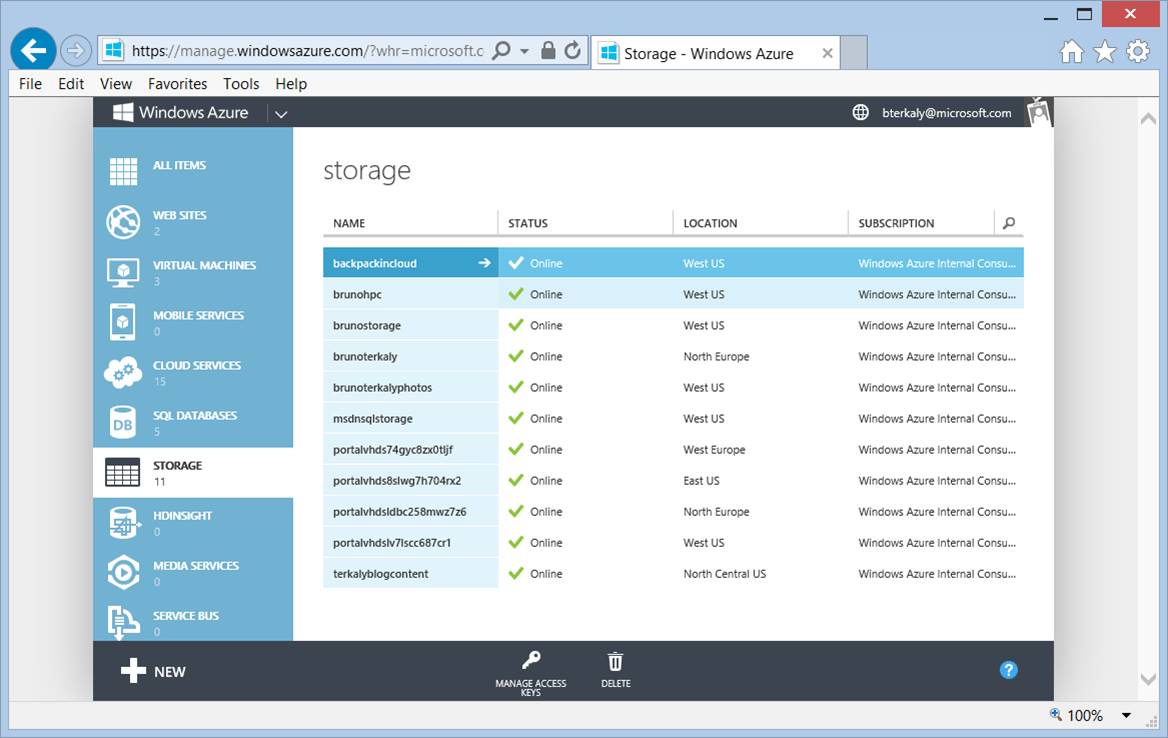 https://manage.windowsazure.com/?whr=microsoft.c
Storage - Windows Azure
File Edit View Favorites Tools Help
Windows Azure
bterkaly@microsoft.com
ALL ITEMS
WEB SITES
2
VIRTUAL MACHINES
3
MOBILE SERVICES
0
CLOUD SERVICES
15
DB
SQL DATABASES
5
STORAGE
11
HDINSIGHT
0
MEDIA SERVICES
0
SERVICE BUS
0
storage
NAME STATUS LOCATION SUBSCRIPTION
backpackincloud Online West US Windows Azure Internal Consu...
brunohpc Online West US Windows Azure Internal Consu...
brunostorage Online West US Windows Azure Internal Consu...
brunoterkaly Online North Europe Windows Azure Internal Consu...
brunoterkalyphotos Online West US Windows Azure Internal Consu...
msdnsqlstorage Online West US Windows Azure Internal Consu...
portalvhds74gyc8zx0tljf Online West Europe Windows Azure Internal Consu...
portalvhds8slwg7h704rx2 Online East US Windows Azure Internal Consu...
portalvhdsldbc258mwz7z6 Online North Europe Windows Azure Internal Consu...
portalvhdslv7lscc687cr1 Online West US Windows Azure Internal Consu...
terkalyblogcontent Online North Central US Windows Azure Internal Consu...
NEW
MANAGE ACCESS
KEYS
DELETE
?
100%